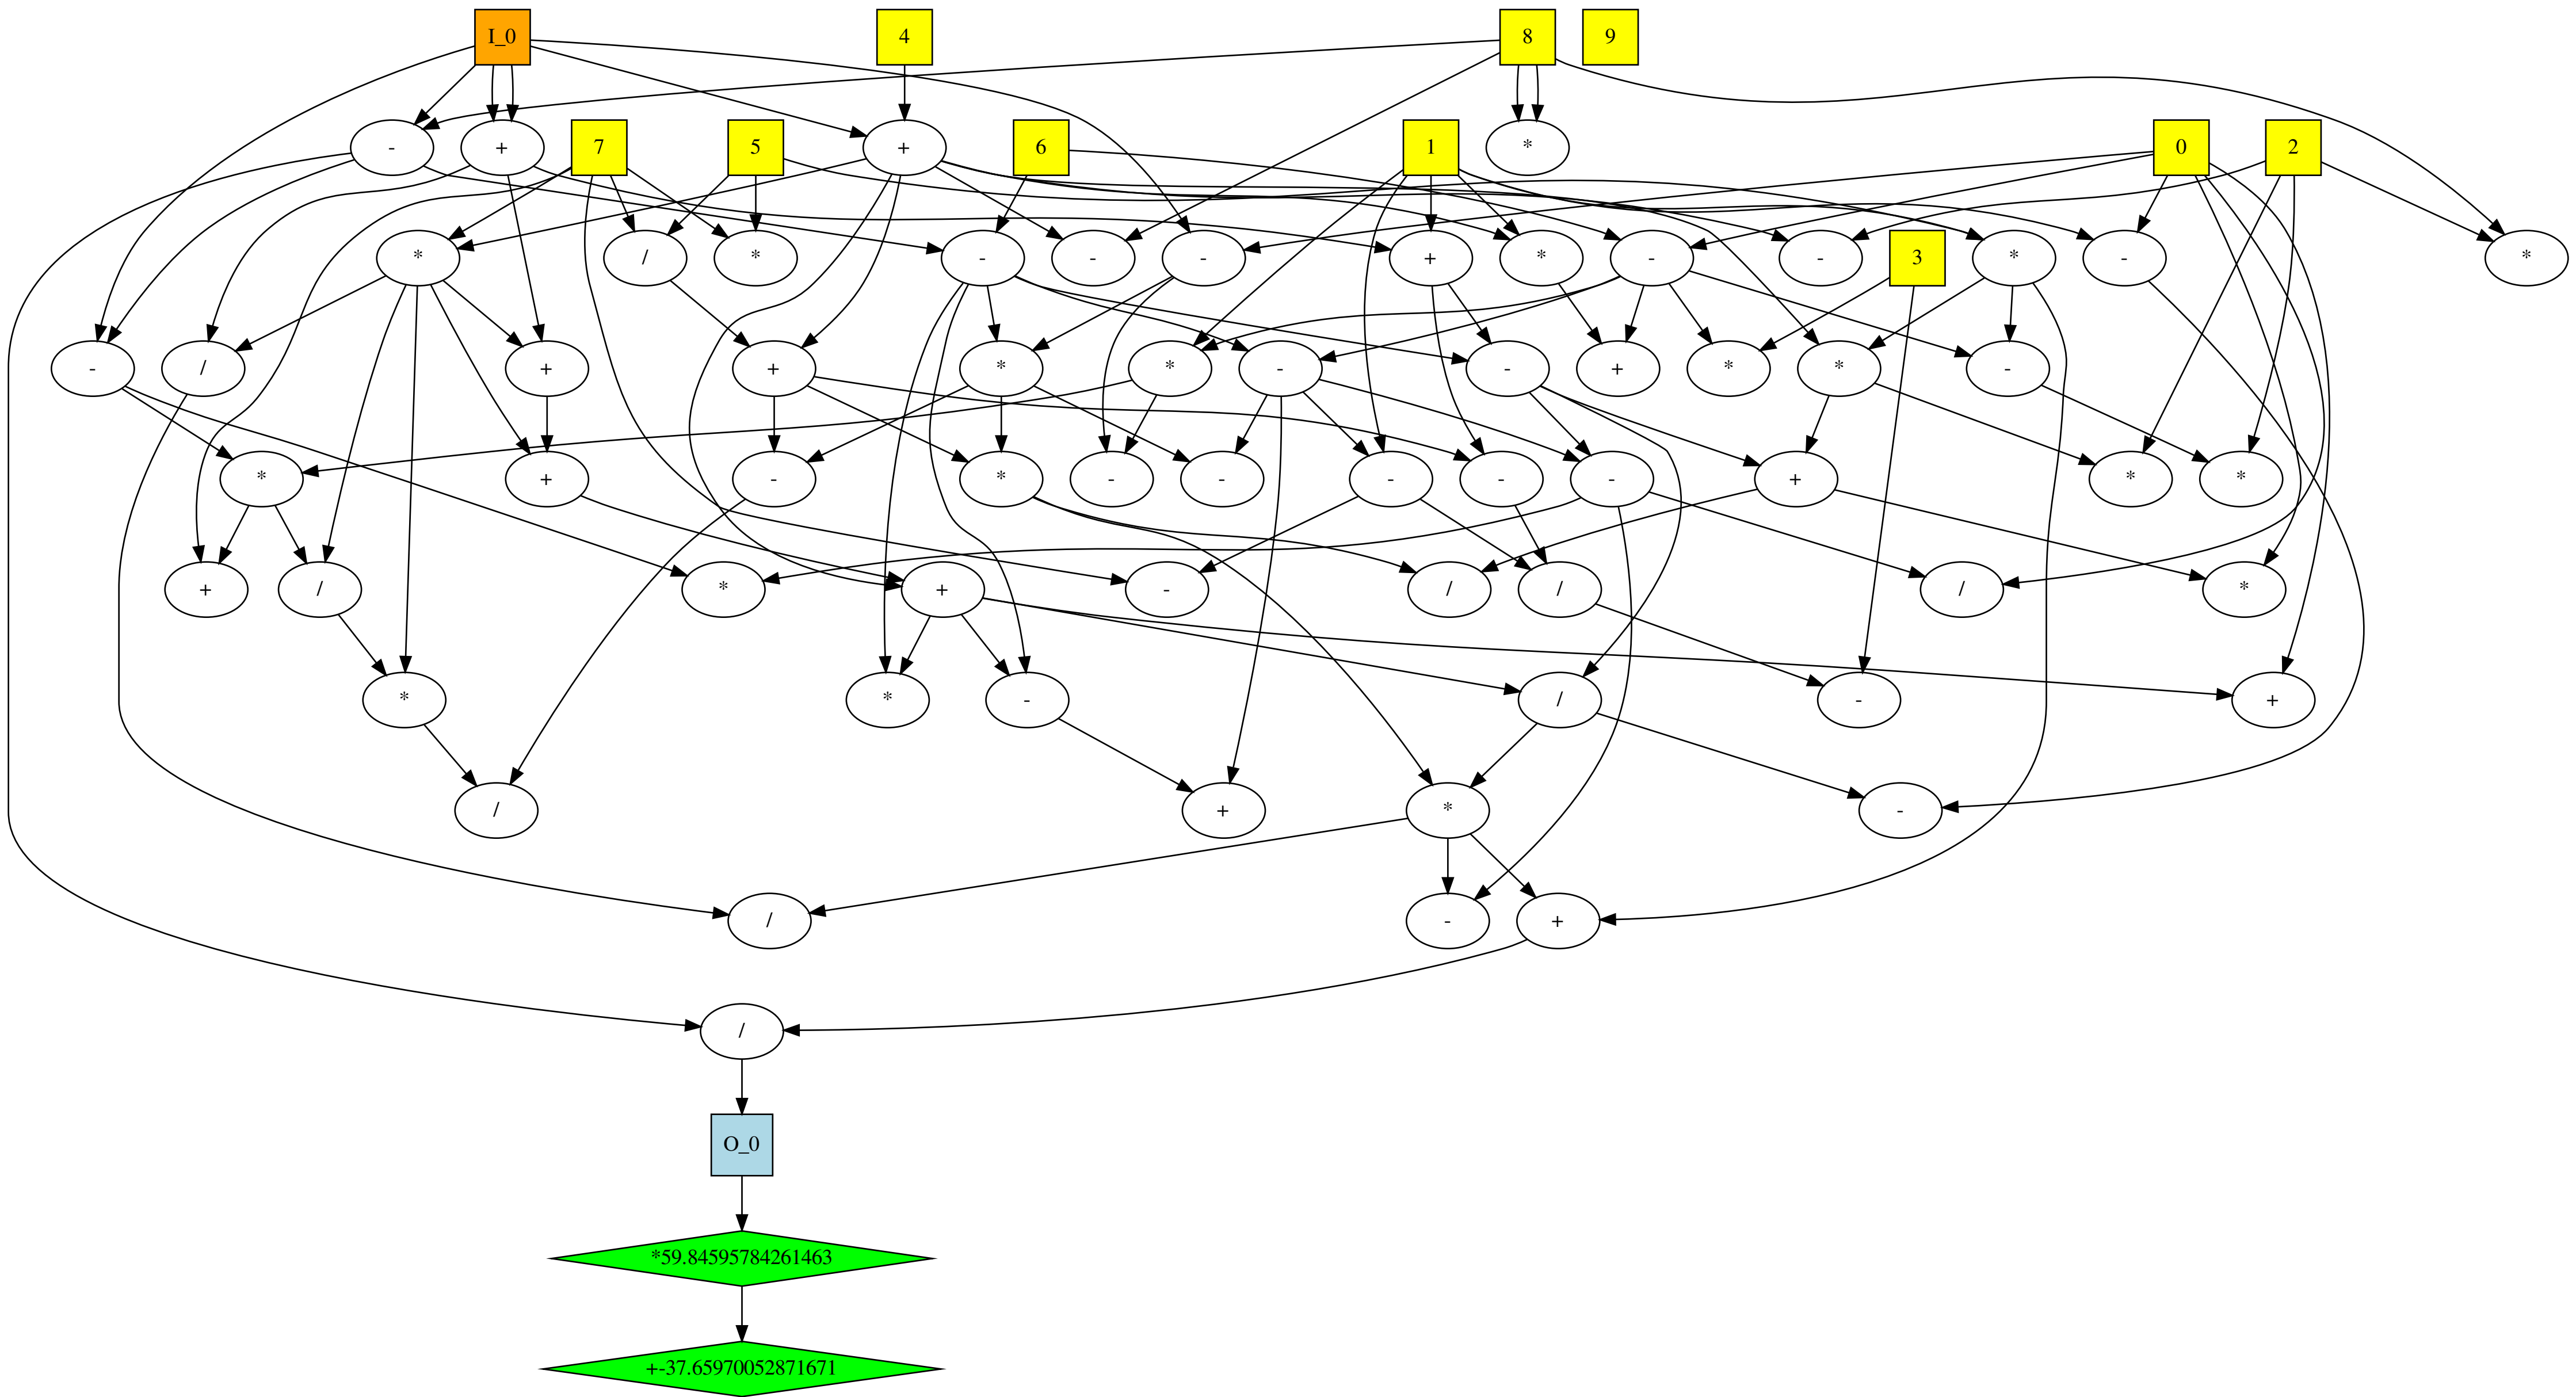 I_0 4 8 9
- + 7 5 + 6 1 * 0 2
* / * - - - + * - - 3 * - *
- / + + * * - - + * * -
* + - * - - - - + * *
+ / * + - / / / *
* * - / - +
/ + * -
/ - +
/
O_0
*59.84595784261463
+-37.65970052871671